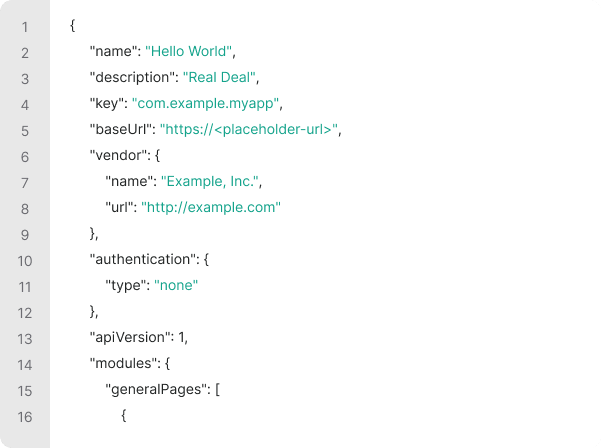 1 {
2 "name": "Hello World",
3 "description": "Real Deal",
4 "key": "com.example.myapp",
5 "baseUrl": "https://<placeholder-url>",
6 "vendor": {
7 "name": "Example, Inc.",
8 "url": "http://example.com"
9 },
10 "authentication": {
11 "type": "none"
12 },
13 "apiVersion": 1,
14 "modules": {
15 "generalPages": [
16 {